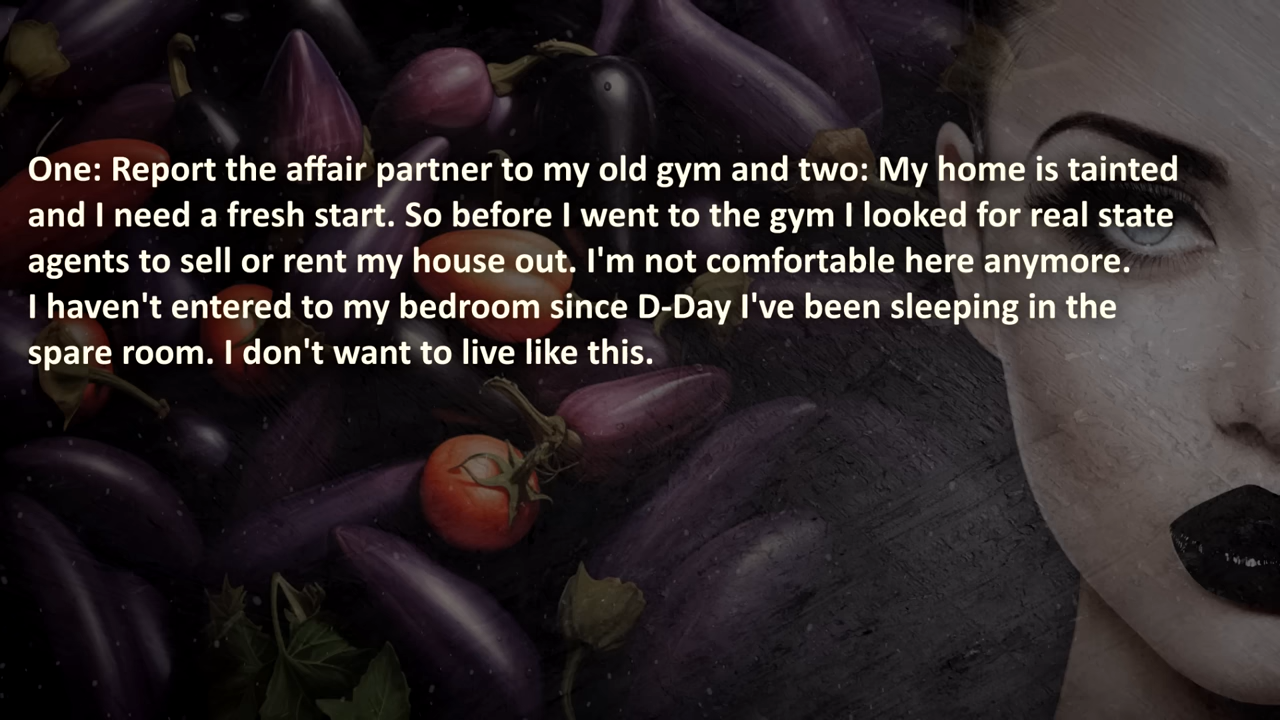 One: Report the affair partner to my old gym and two: My home is tainted
and I need a fresh start. So before I went to the gym I looked for real state
agents to sell or rent my house out. I'm not comfortable here anymore.
I haven't entered to my bedroom since D-Day I've been sleeping in the
spare room. I don't want to live like this.